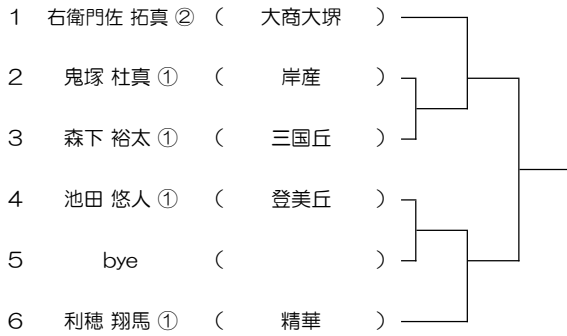 1 右衛門佐 拓真 ② ( 大商大堺 )
2 鬼塚 杜真 ① ( 岸産 )
3 森下 裕太 ① ( 三国丘 )
4 池田 悠人 ① ( 登美丘 )
5 bye ( )
6 利穂 翔馬 ① ( 精華 )